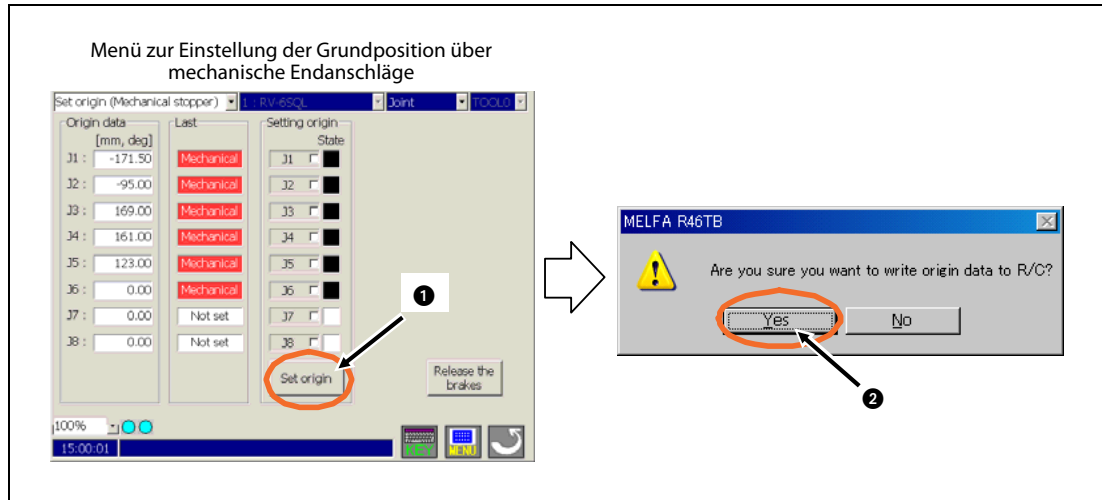 Menü zur Einstellung der Grundposition über
mechanische Endanschläge
Set origin (Mechanical stopper) 1 : RV-6SQL Joint TOOL0
Origin data Last Setting origin
[mm, deg] State
J1 : -171.50 Mechanical J1
J2 : -95.00 Mechanical J2
J3 : 169.00 Mechanical J3
J4 : 161.00 Mechanical J4
J5 : 123.00 Mechanical J5
J6 : 0.00 Mechanical J6
J7 : 0.00 Not set J7
J8 : 0.00 Not set J8
❶
Set origin
Release the
brakes
100%
15:00:01
KEY MENU
MELFA R46TB
Are you sure you want to write origin data to R/C?
Yes No
❷